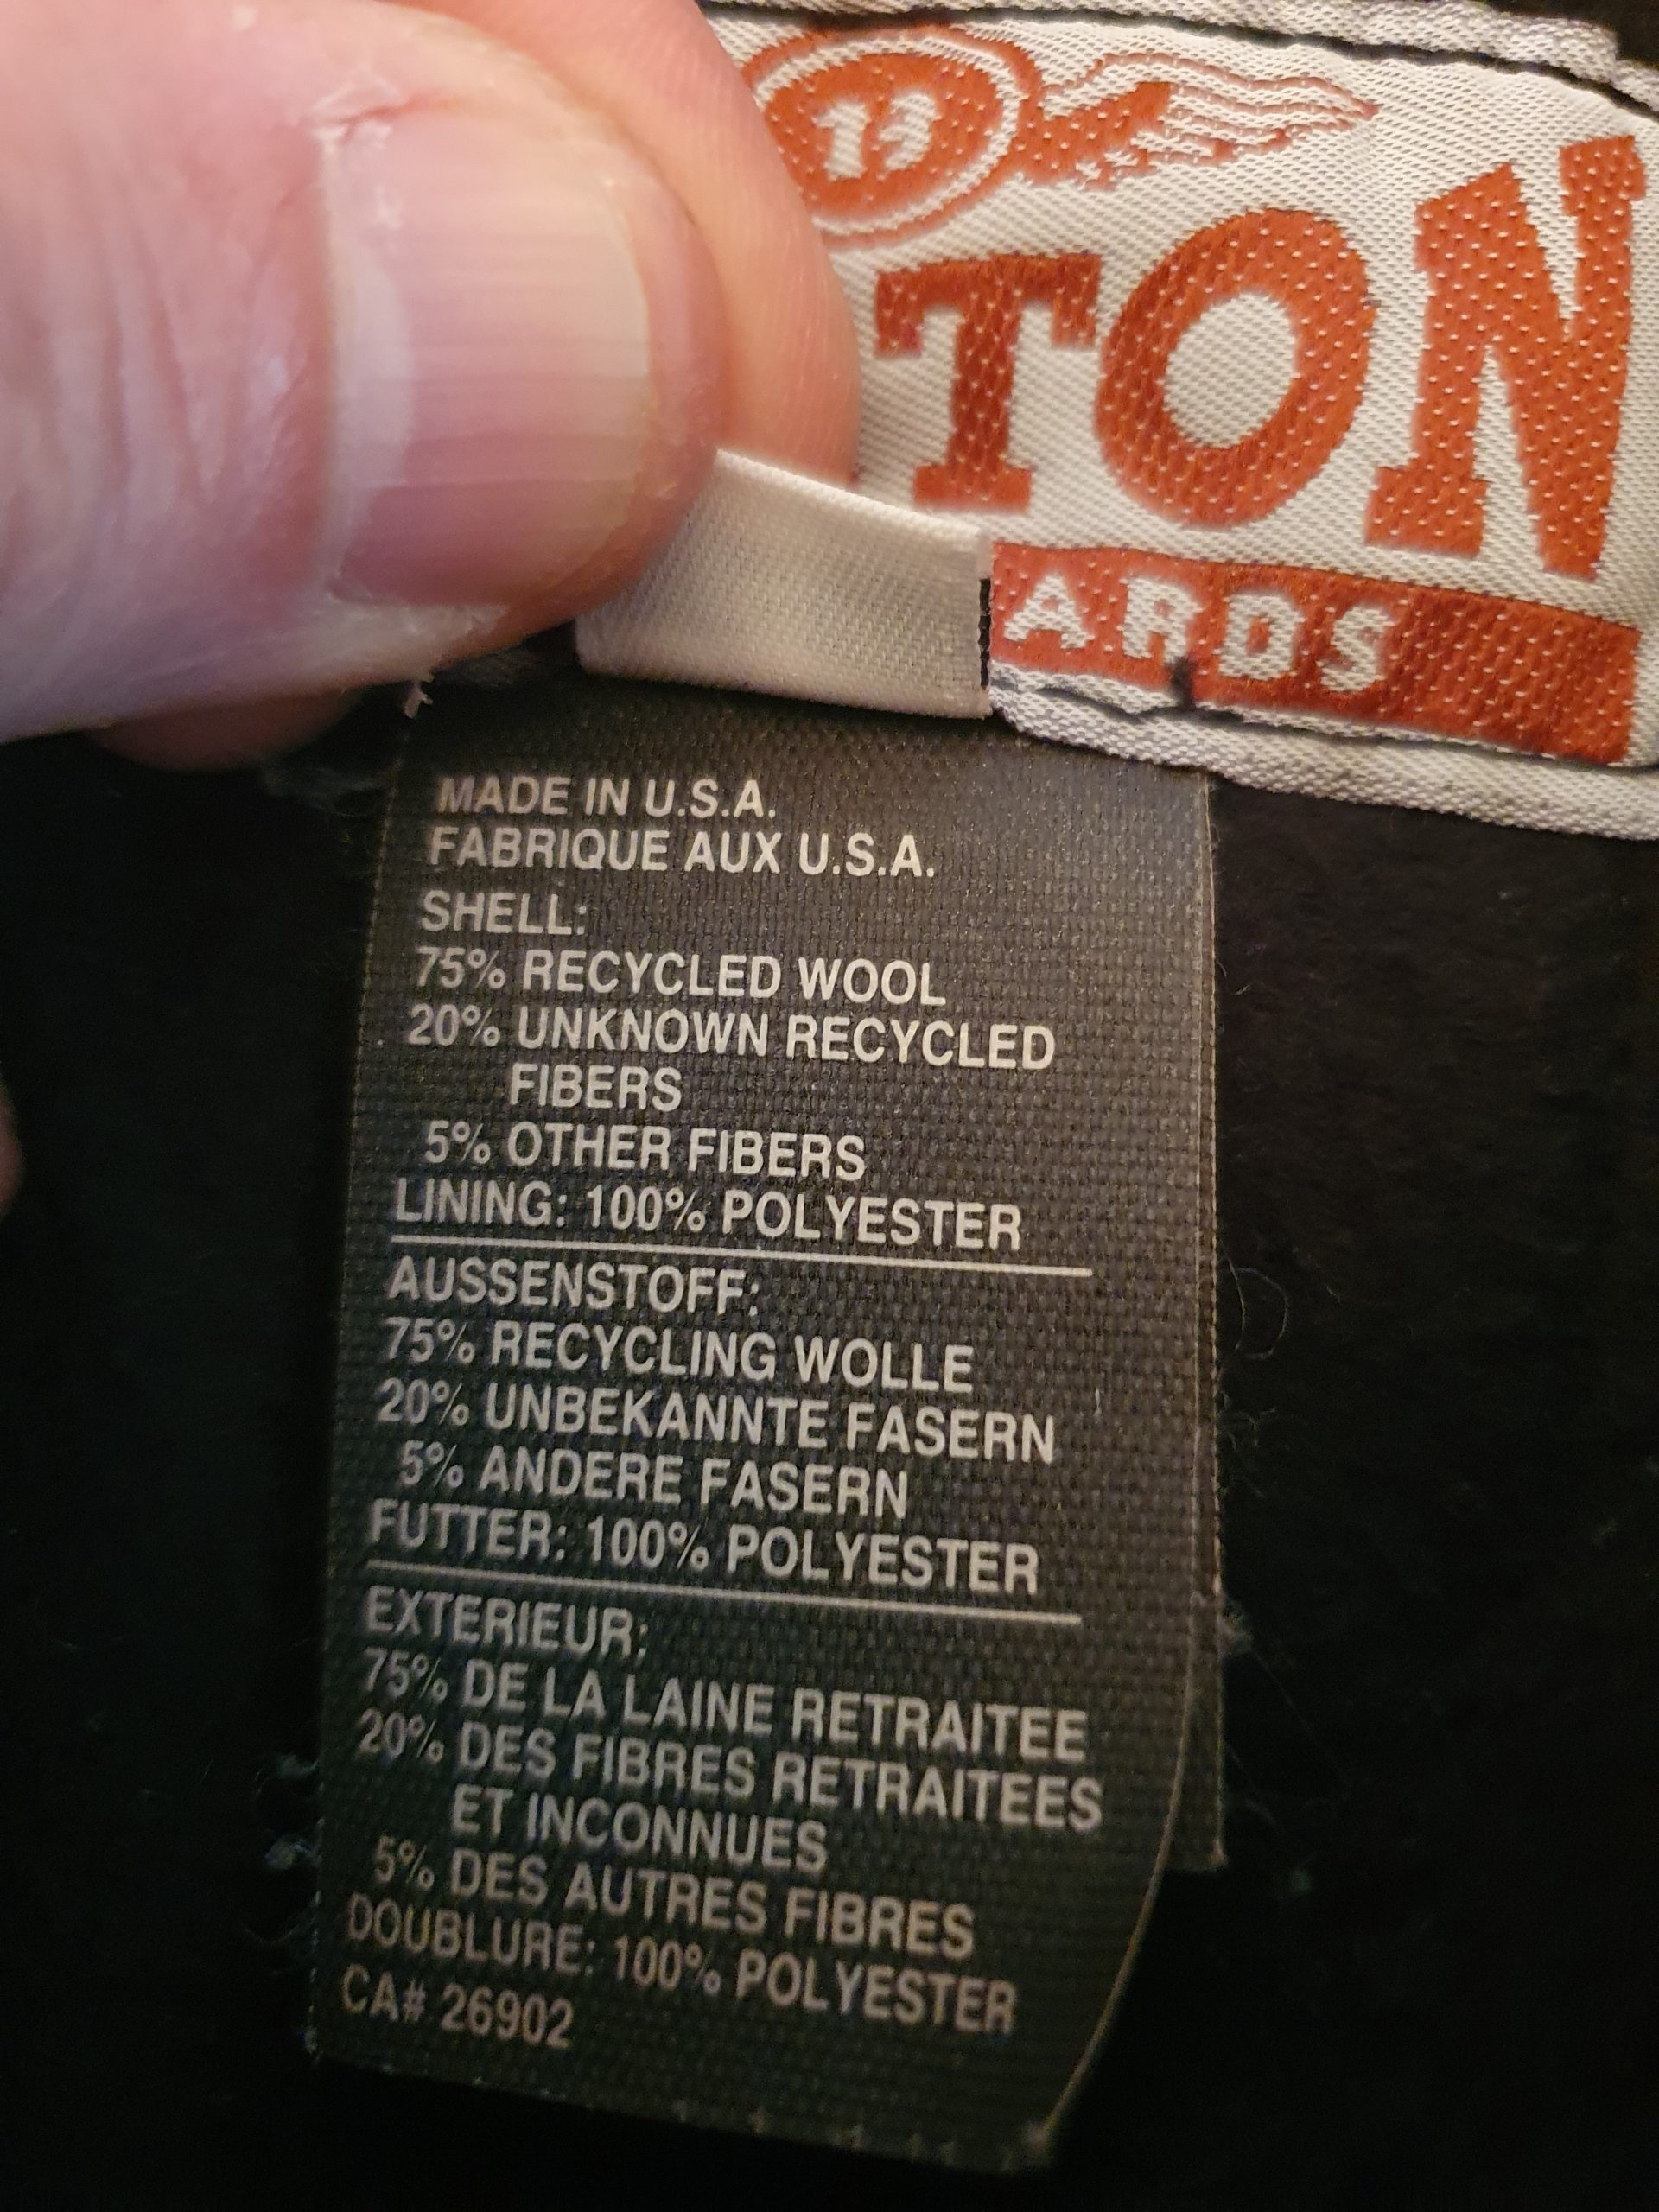 13
TON
ARDS
MADE IN U.S.A.
FABRIQUE AUX U.S.A.
SHELL:
75% RECYCLED WOOL
20% UNKNOWN RECYCLED
FIBERS
5% OTHER FIBERS
LINING: 100% POLYESTER
AUSSENSTOFF:
75% RECYCLING WOLLE
20% UNBEKANNTE FASERN
5% ANDERE FASERN
FUTTER: 100% POLYESTER
EXTERIEUR:
75% DE LA LAINE RETRAITEE
20% DES FIBRES RETRAITEES
ET INCONNUES
5% DES AUTRES FIBRES
DOUBLURE: 100% POLYESTER
CA# 26902